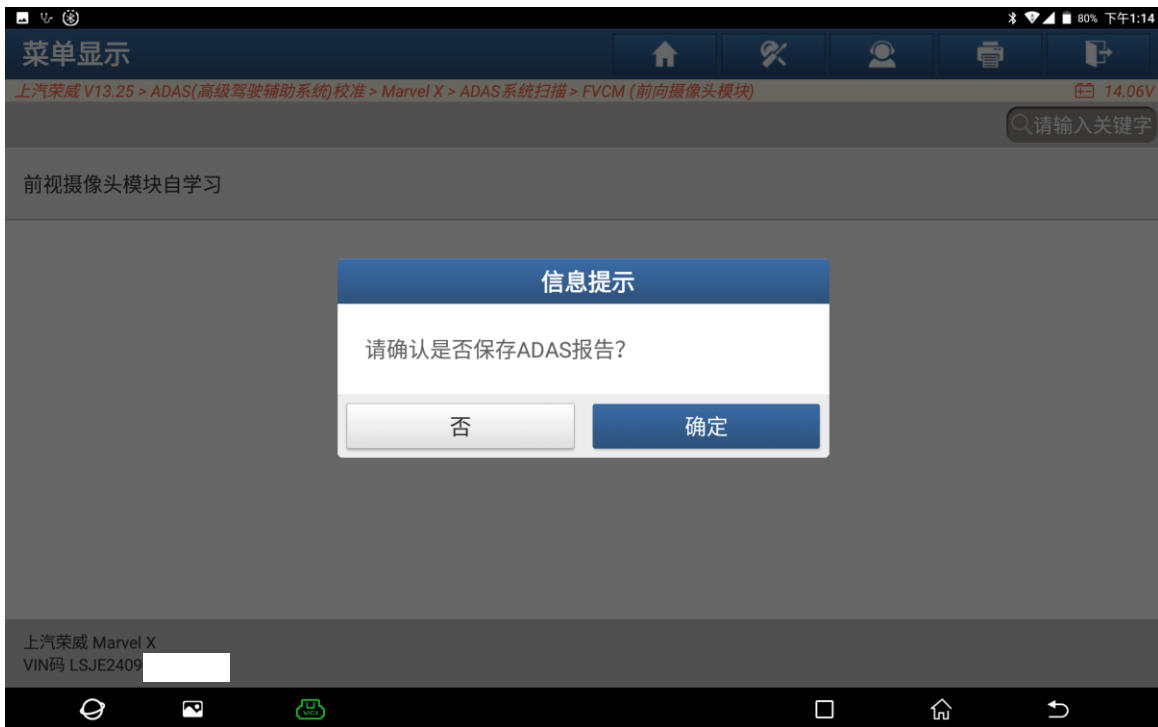 80% 下午1:14
菜单显示
上汽荣威 V13.25 > ADAS(高级驾驶辅助系统)校准 > Marvel X > ADAS系统扫描 > FVCM (前向摄像头模块) 14.06V
请输入关键字
前视摄像头模块自学习
信息提示
请确认是否保存ADAS报告?
否 确定
上汽荣威 Marvel X
VIN码 LSJE2409
VCI